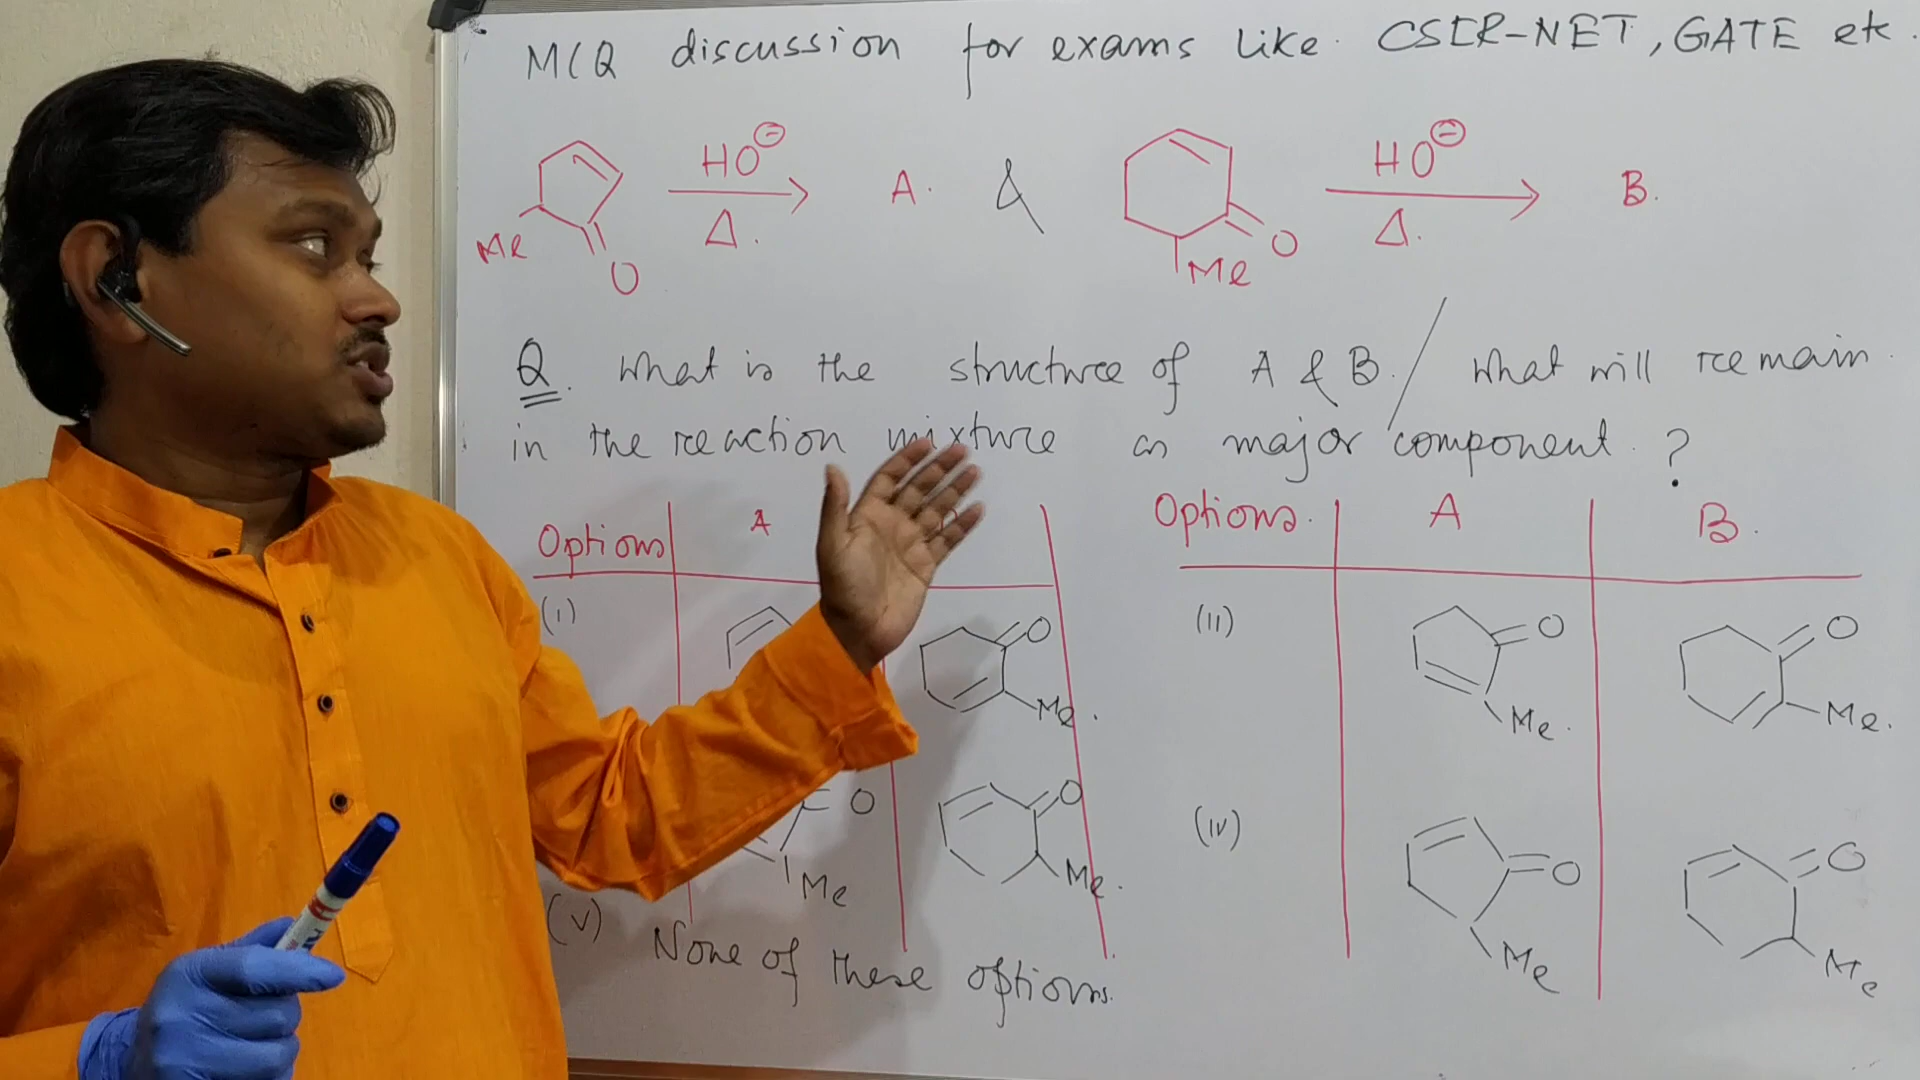 MCQ discussion for exams like CSIR-NET, GATE etc.
HO⊖ HO⊖
A. & B.
Δ. Δ.
Me O O
Me
Q. What is the structure of A & B. / What will remain
in the reaction mixture as major component ?
Options A Options. A B.
(i) O (ii) O O
Me. Me. Me.
O O (iv) O O
Me Me. Me Me
(v) None of these options.